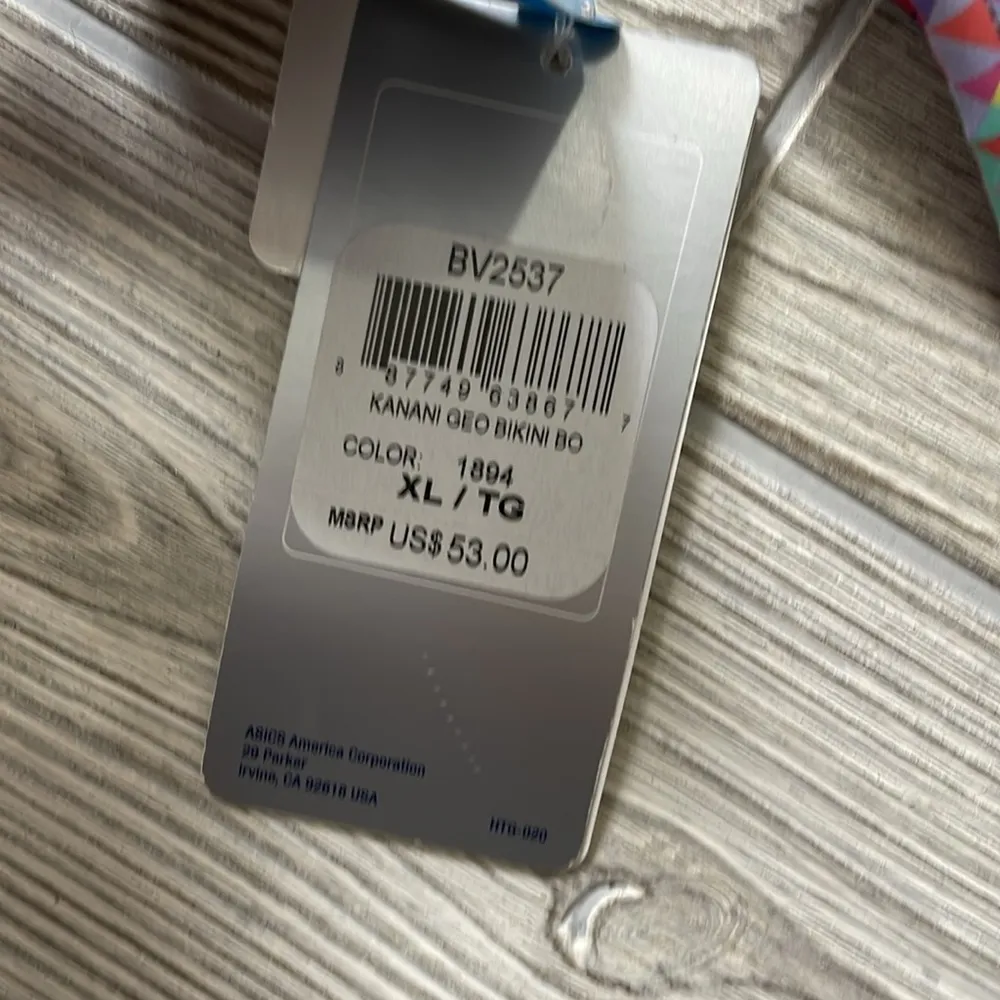 BV2537
8 87749 63867 7
KANANI GEO BIKINI BO
COLOR: 1894
XL / TG
MSRP US$ 53.00
ASICS America Corporation
29 Parker
Irvine, CA 92618 USA
HTG-020